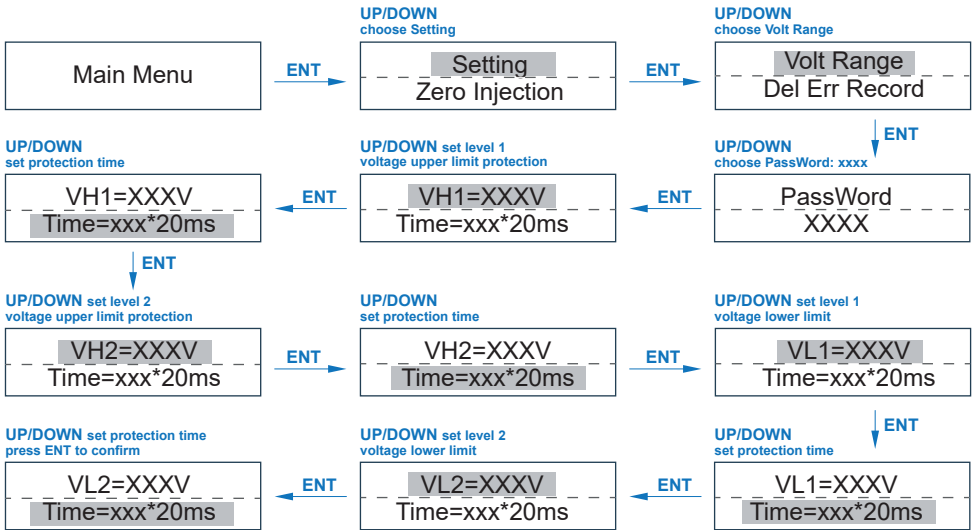 Main Menu
ENT
UP/DOWN
choose Setting
Setting
Zero Injection
ENT
UP/DOWN
choose Volt Range
Volt Range
Del Err Record
ENT
UP/DOWN
choose PassWord: xxxx
PassWord
XXXX
ENT
UP/DOWN set level 1
voltage upper limit protection
VH1=XXXV
Time=xxx*20ms
ENT
UP/DOWN
set protection time
VH1=XXXV
Time=xxx*20ms
ENT
UP/DOWN set level 2
voltage upper limit protection
VH2=XXXV
Time=xxx*20ms
ENT
UP/DOWN
set protection time
VH2=XXXV
Time=xxx*20ms
ENT
UP/DOWN set level 1
voltage lower limit
VL1=XXXV
Time=xxx*20ms
ENT
UP/DOWN
set protection time
VL1=XXXV
Time=xxx*20ms
ENT
UP/DOWN set level 2
voltage lower limit
VL2=XXXV
Time=xxx*20ms
ENT
UP/DOWN set protection time
press ENT to confirm
VL2=XXXV
Time=xxx*20ms